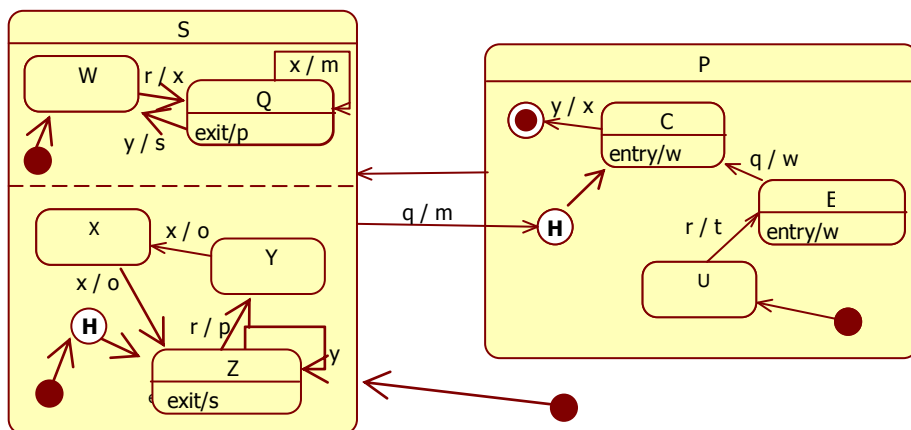 S
P
W
r / x
x / m
Q
exit/p
y / s
y / x
C
entry/w
q / w
E
entry/w
r / t
U
q / m
H
X
x / o
Y
x / o
H
r / p
y
Z
exit/s